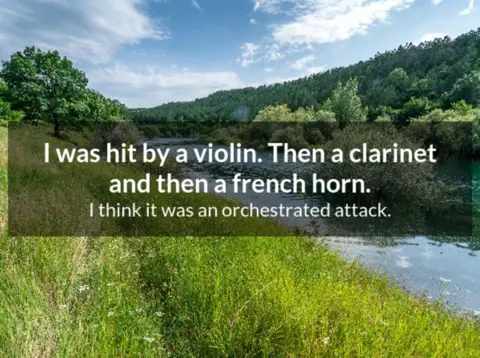 I was hit by a violin. Then a clarinet
and then a french horn.
I think it was an orchestrated attack.